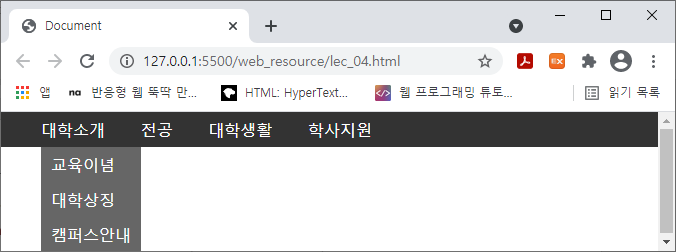 Document
127.0.0.1:5500/web_resource/lec_04.html
앱 na 반응형 웹 뚝딱 만... HTML: HyperText... </> 웹 프로그래밍 튜토... 읽기 목록
대학소개 전공 대학생활 학사지원
교육이념
대학상징
캠퍼스안내